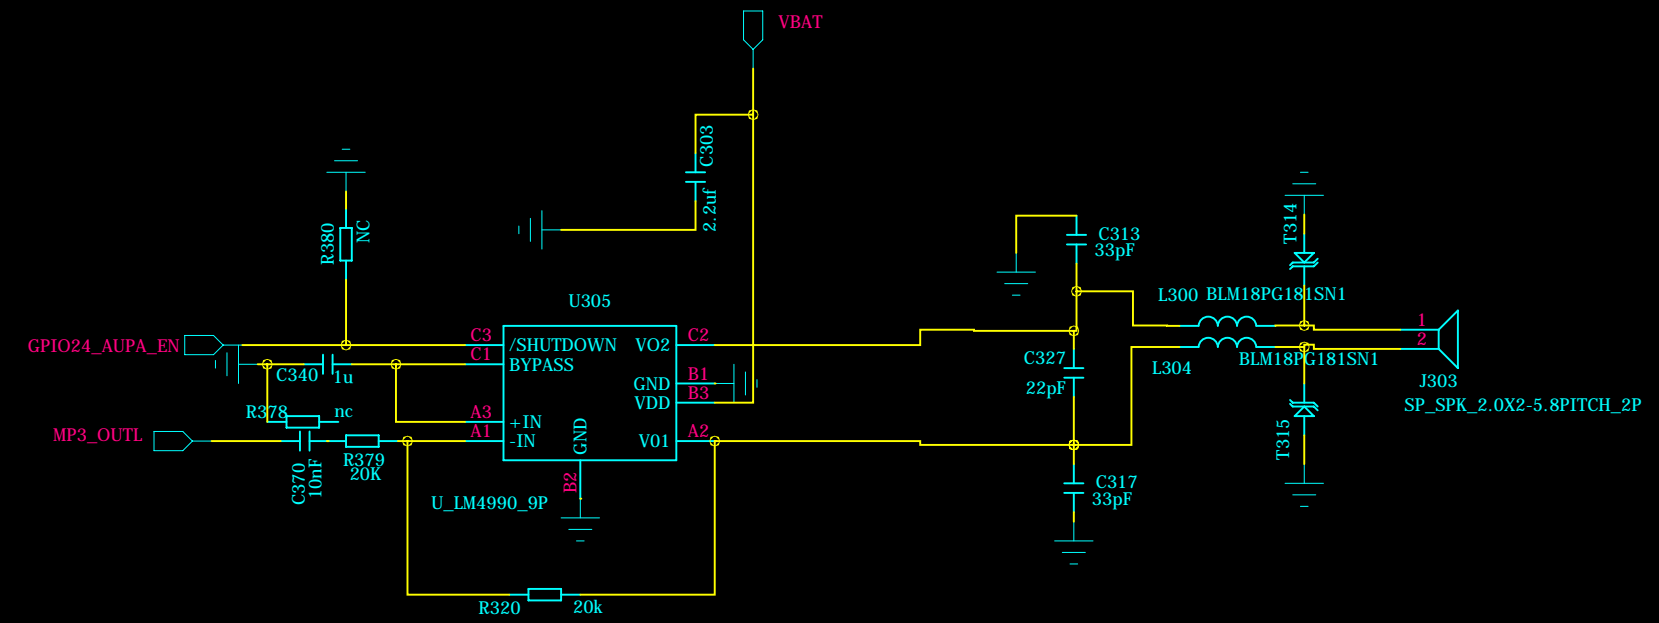 VBAT
C303
2.2uf
R380
NC
T314
C313
33pF
L300
BLM18PG181SN1
U305
GPIO24_AUPA_EN
C3
/SHUTDOWN
VO2
C2
C1
BYPASS
C340
1u
GND
B1
VDD
B3
1
2
C327
22pF
L304
BLM18PG181SN1
J303
SP_SPK_2.0X2-5.8PITCH_2P
R378
nc
A3
+IN
MP3_OUTL
A1
-IN
GND
V01
A2
R379
20K
C370
10nF
B2
U_LM4990_9P
T315
C317
33pF
R320
20k